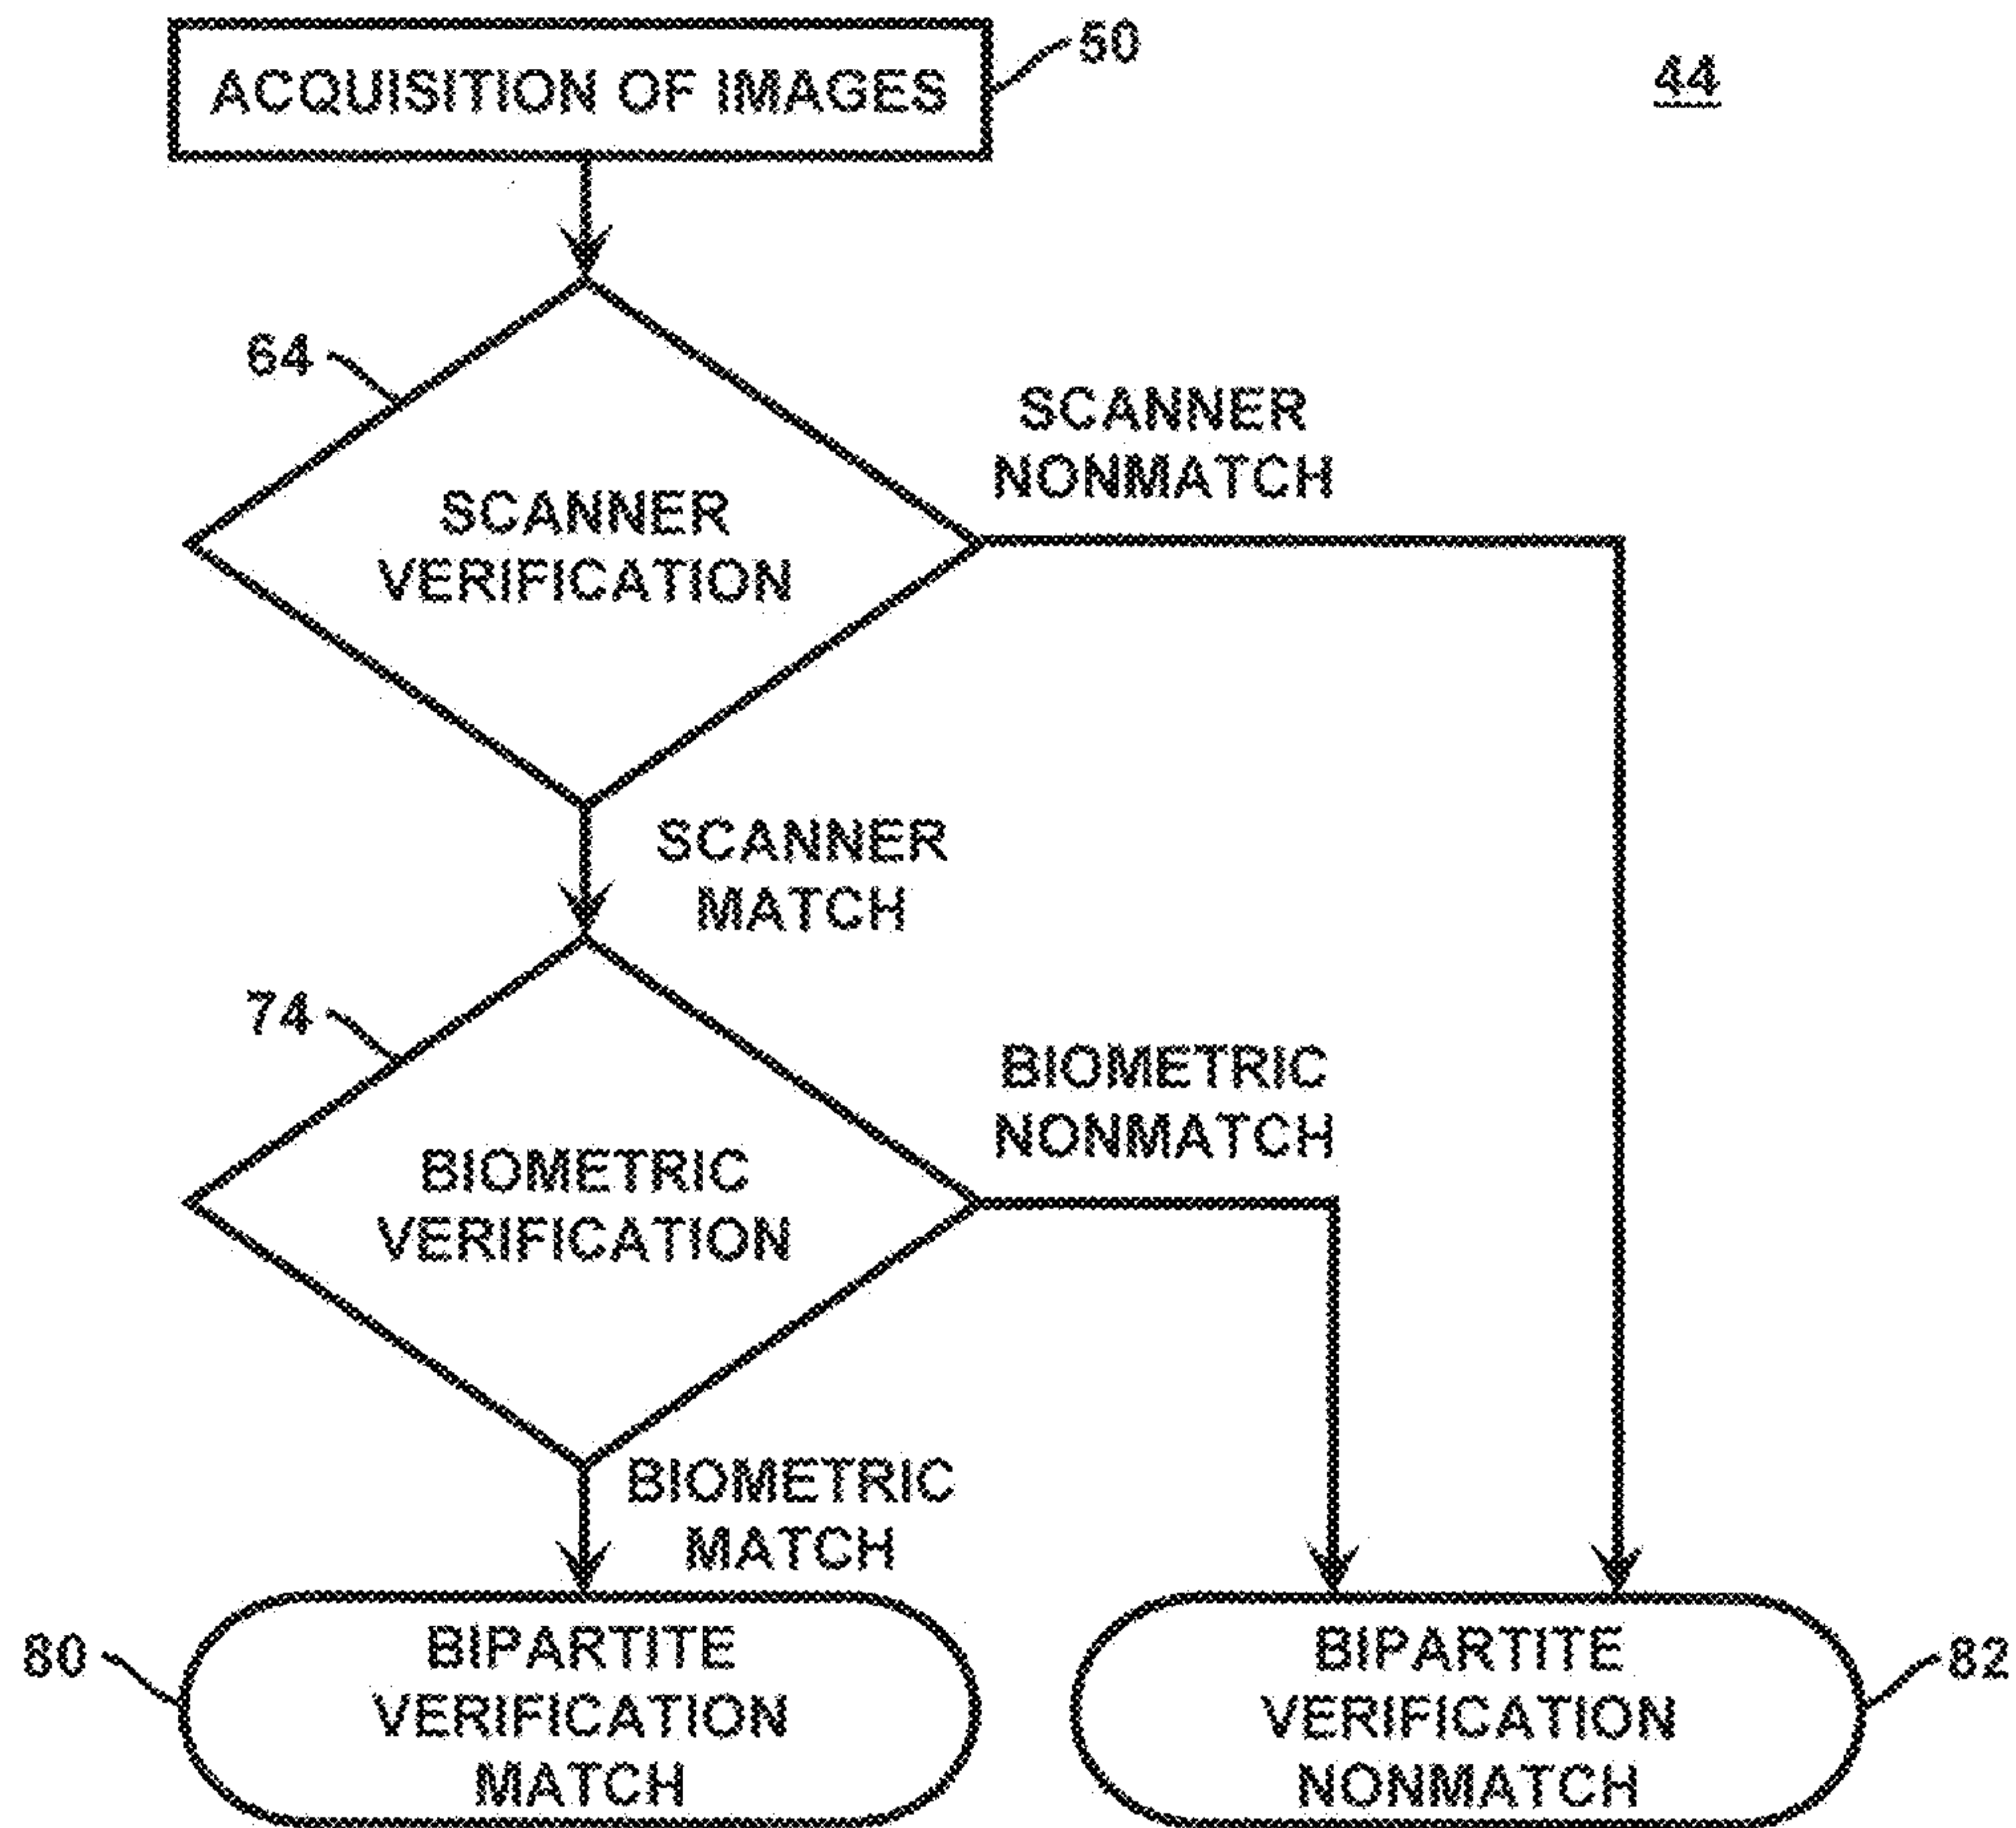 ACQUISITION OF IMAGES
50
44
64
SCANNER
VERIFICATION
SCANNER
NONMATCH
SCANNER
MATCH
74
BIOMETRIC
VERIFICATION
BIOMETRIC
NONMATCH
BIOMETRIC
MATCH
80
BIPARTITE
VERIFICATION
MATCH
BIPARTITE
VERIFICATION
NONMATCH
82